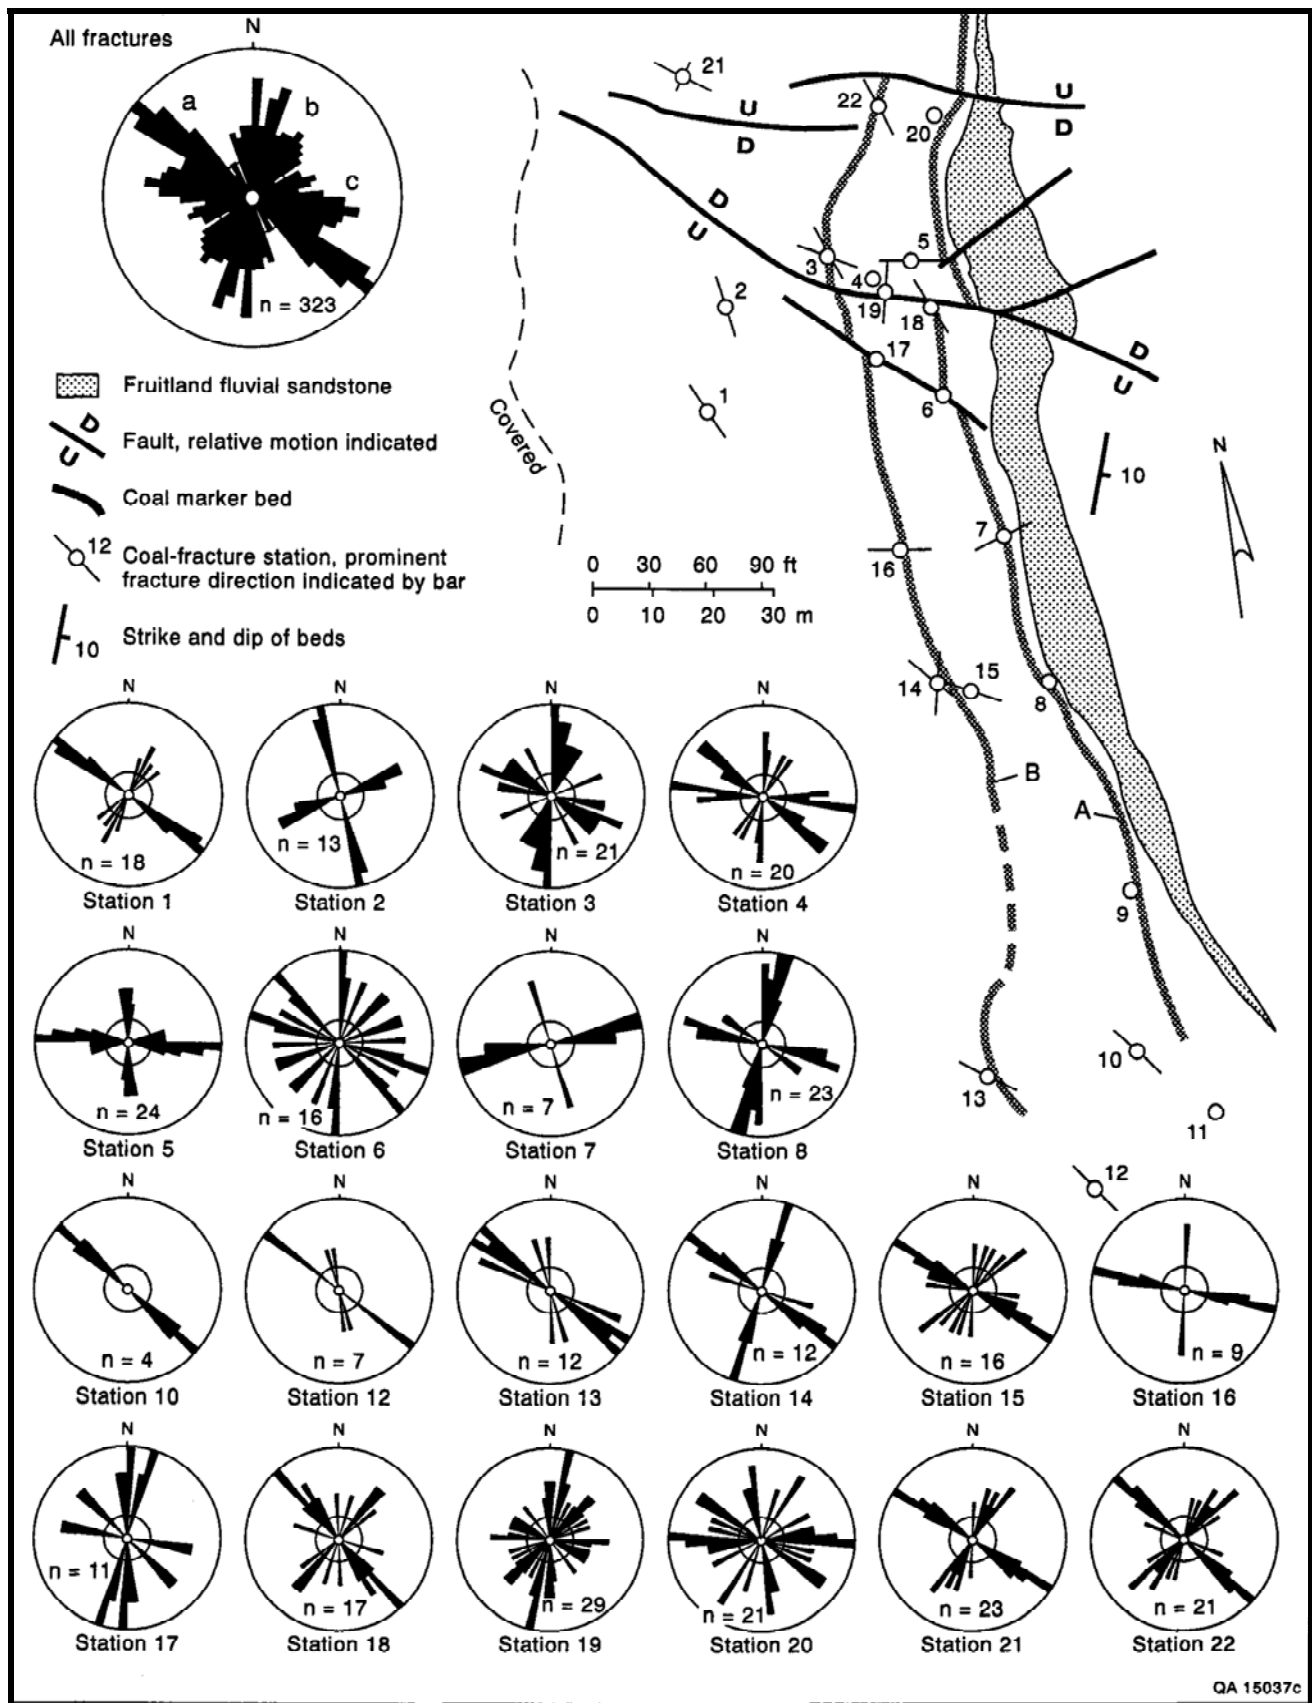 All fractures
N
a
b
c
n = 323
Fruitland fluvial sandstone
D
U
Fault, relative motion indicated
Coal marker bed
12
Coal-fracture station, prominent
fracture direction indicated by bar
10
Strike and dip of beds
21
22
20
U
D
U
D
D
U
5
3
4
19
18
2
17
6
1
D
U
Covered
10
N
7
16
0 30 60 90 ft
0 10 20 30 m
14
15
8
B
A
9
10
13
11
12
N
n = 18
Station 1
N
n = 13
Station 2
N
n = 21
Station 3
N
n = 20
Station 4
N
n = 24
Station 5
N
n = 16
Station 6
N
n = 7
Station 7
N
n = 23
Station 8
N
n = 4
Station 10
N
n = 7
Station 12
N
n = 12
Station 13
N
n = 12
Station 14
N
n = 16
Station 15
N
n = 9
Station 16
N
n = 11
Station 17
N
n = 17
Station 18
N
n = 29
Station 19
N
n = 21
Station 20
N
n = 23
Station 21
N
n = 21
Station 22
QA 15037c